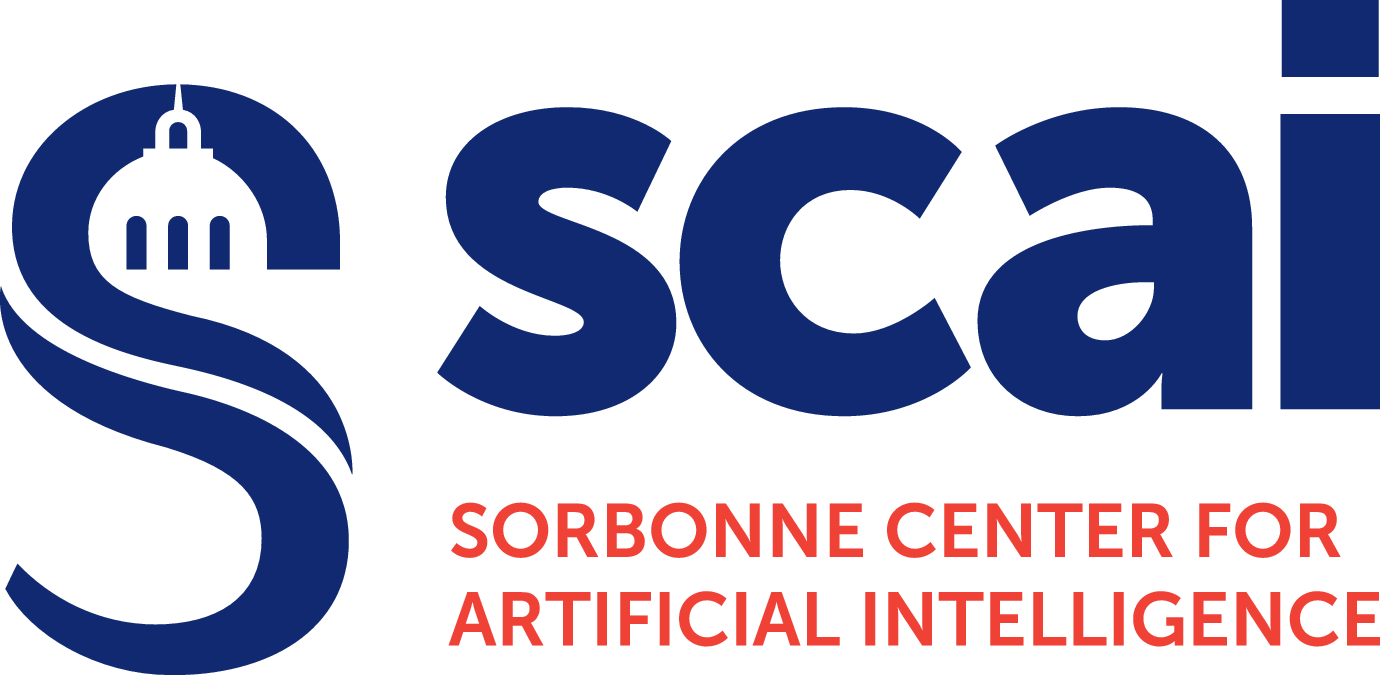 scai
SORBONNE CENTER FOR
ARTIFICIAL INTELLIGENCE